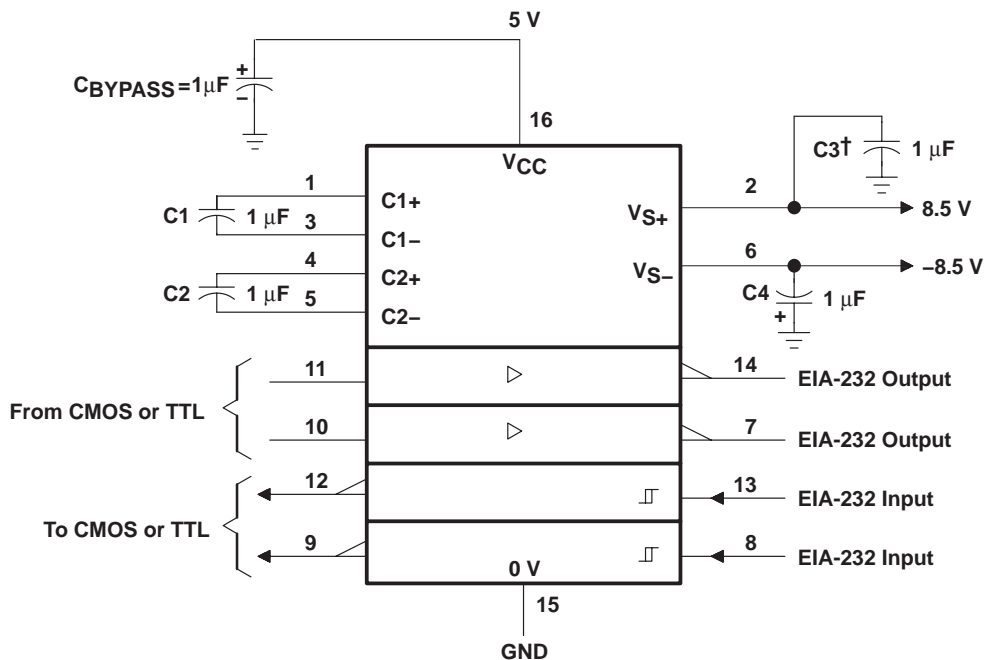 5 V
CBYPASS = 1µF
+
−
16
VCC
C3† 1 µF
1
C1 1 µF C1+
3
C1−
2
VS+ 8.5 V
4
C2 1 µF C2+
5
C2−
6
VS− −8.5 V
C4 1 µF
+
From CMOS or TTL
11 14 EIA-232 Output
10 7 EIA-232 Output
To CMOS or TTL
12 13 EIA-232 Input
9 8 EIA-232 Input
0 V
15
GND